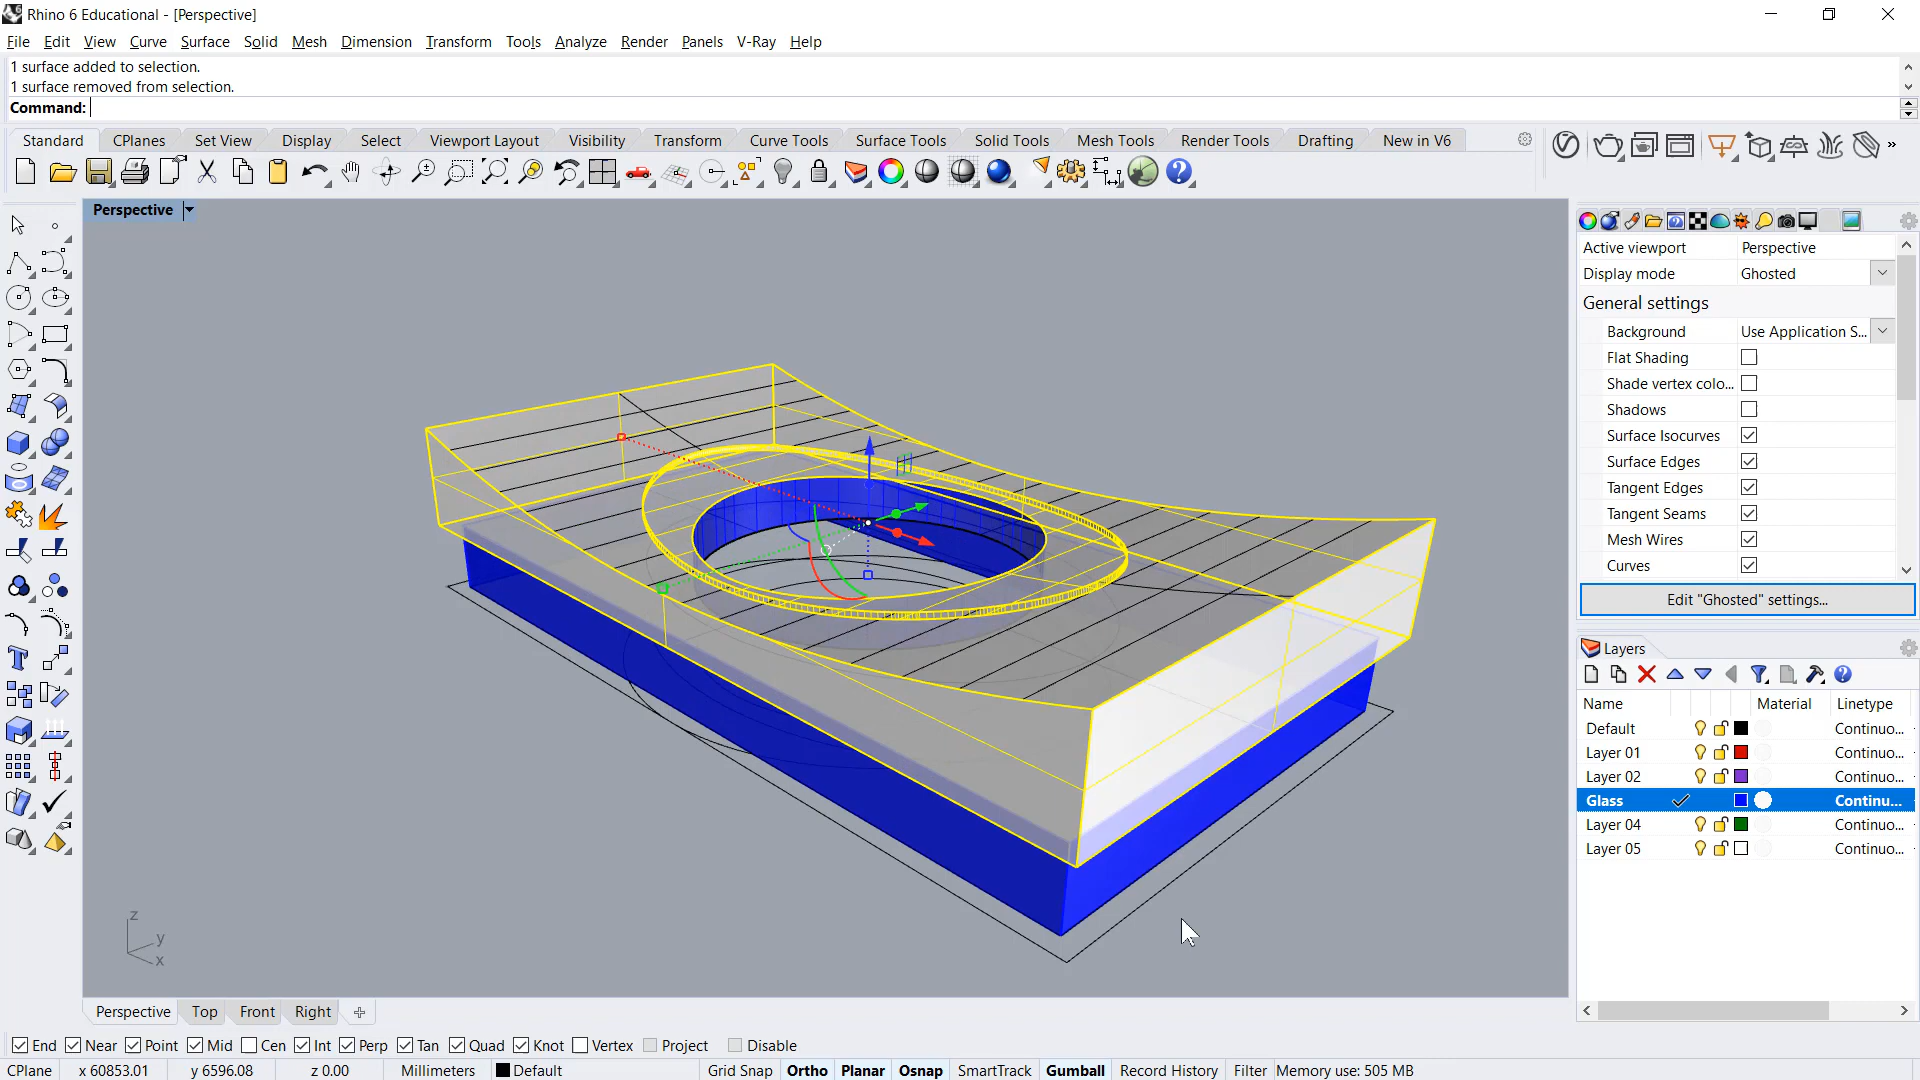 Rhino 6 Educational - [Perspective]
File Edit View Curve Surface Solid Mesh Dimension Transform Tools Analyze Render Panels V-Ray Help
1 surface added to selection.
1 surface removed from selection.
Command:
Standard CPlanes Set View Display Select Viewport Layout Visibility Transform Curve Tools Surface Tools Solid Tools Mesh Tools Render Tools Drafting New in V6
Perspective
Active viewport Perspective
Display mode Ghosted
General settings
Background Use Application S...
Flat Shading
Shade vertex colo...
Shadows
Surface Isocurves
Surface Edges
Tangent Edges
Tangent Seams
Mesh Wires
Curves
Edit "Ghosted" settings...
Layers
Name Material Linetype
Default Continuo...
Layer 01 Continuo...
Layer 02 Continuo...
Glass Continu...
Layer 04 Continuo...
Layer 05 Continuo...
z
y
x
Perspective Top Front Right
End Near Point Mid Cen Int Perp Tan Quad Knot Vertex Project Disable
CPlane x 60853.01 y 6596.08 z 0.00 Millimeters Default Grid Snap Ortho Planar Osnap SmartTrack Gumball Record History Filter Memory use: 505 MB